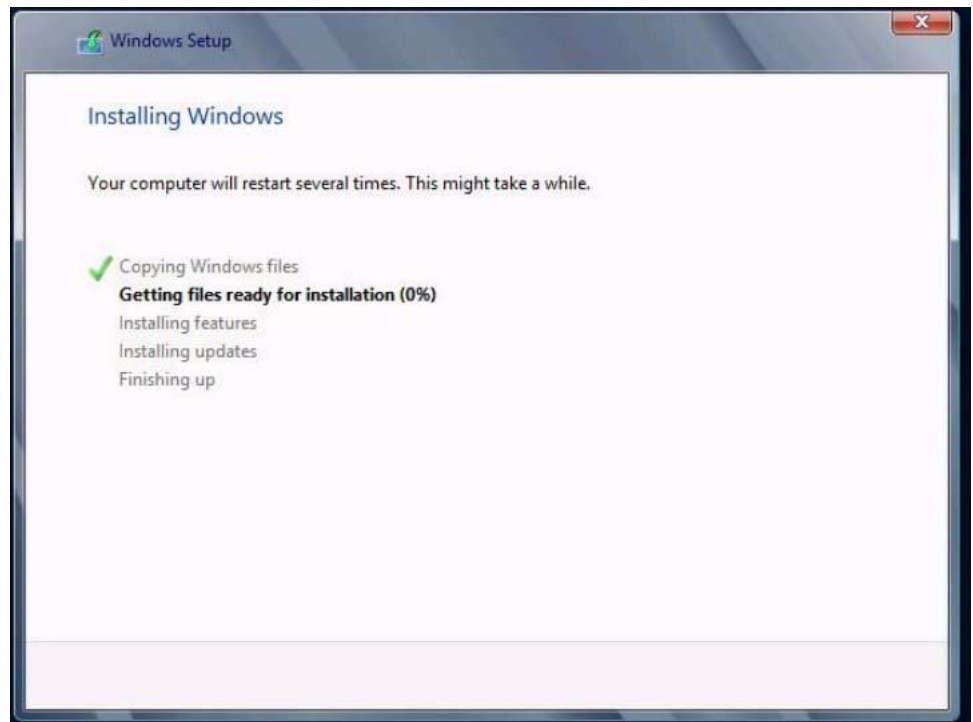 Windows Setup
Installing Windows
Your computer will restart several times. This might take a while.
Copying Windows files
Getting files ready for installation (0%)
Installing features
Installing updates
Finishing up